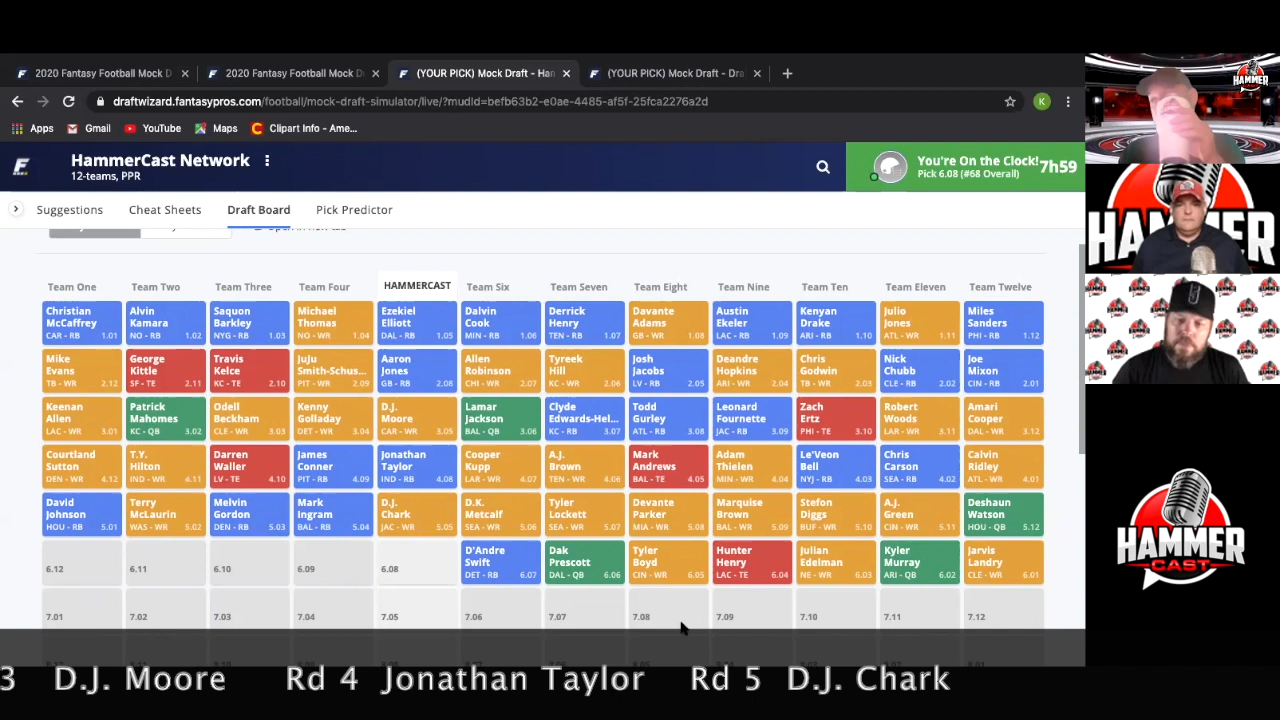 2020 Fantasy Football Mock D
2020 Fantasy Football Mock D
(YOUR PICK) Mock Draft - Han
(YOUR PICK) Mock Draft - Dra
draftwizard.fantasypros.com/football/mock-draft-simulator/live/?mudId=befb63b2-e0ae-4485-af5f-25fca2276a2d
K
Apps Gmail YouTube Maps Clipart Info - Ame...
HammerCast Network
12-teams, PPR
You're On the Clock!
Pick 6.08 (#68 Overall)
7h59
Suggestions Cheat Sheets Draft Board Pick Predictor
Team One Team Two Team Three Team Four HAMMERCAST Team Six Team Seven Team Eight Team Nine Team Ten Team Eleven Team Twelve
Christian Alvin Saquon Michael Ezekiel Dalvin Derrick Davante Austin Kenyan Julio Miles
McCaffrey Kamara Barkley Thomas Elliott Cook Henry Adams Ekeler Drake Jones Sanders
CAR - RB 1.01 NO - RB 1.02 NYG - RB 1.03 NO - WR 1.04 DAL - RB 1.05 MIN - RB 1.06 TEN - RB 1.07 GB - WR 1.08 LAC - RB 1.09 ARI - RB 1.10 ATL - WR 1.11 PHI - RB 1.12
Mike George Travis JuJu Aaron Allen Tyreek Josh Deandre Chris Nick Joe
Evans Kittle Kelce Smith-Schus... Jones Robinson Hill Jacobs Hopkins Godwin Chubb Mixon
TB - WR 2.12 SF - TE 2.11 KC - TE 2.10 PIT - WR 2.09 GB - RB 2.08 CHI - WR 2.07 KC - WR 2.06 LV - RB 2.05 ARI - WR 2.04 TB - WR 2.03 CLE - RB 2.02 CIN - RB 2.01
Keenan Patrick Odell Kenny D.J. Lamar Clyde Todd Leonard Zach Robert Amari
Allen Mahomes Beckham Golladay Moore Jackson Edwards-Hel... Gurley Fournette Ertz Woods Cooper
LAC - WR 3.01 KC - QB 3.02 CLE - WR 3.03 DET - WR 3.04 CAR - WR 3.05 BAL - QB 3.06 KC - RB 3.07 ATL - RB 3.08 JAC - RB 3.09 PHI - TE 3.10 LAR - WR 3.11 DAL - WR 3.12
Courtland T.Y. Darren James Jonathan Cooper A.J. Mark Adam Le'Veon Chris Calvin
Sutton Hilton Waller Conner Taylor Kupp Brown Andrews Thielen Bell Carson Ridley
DEN - WR 4.12 IND - WR 4.11 LV - TE 4.10 PIT - RB 4.09 IND - RB 4.08 LAR - WR 4.07 TEN - WR 4.06 BAL - TE 4.05 MIN - WR 4.04 NYJ - RB 4.03 SEA - RB 4.02 ATL - WR 4.01
David Terry Melvin Mark D.J. D.K. Tyler Devante Marquise Stefon A.J. Deshaun
Johnson McLaurin Gordon Ingram Chark Metcalf Lockett Parker Brown Diggs Green Watson
HOU - RB 5.01 WAS - WR 5.02 DEN - RB 5.03 BAL - RB 5.04 JAC - WR 5.05 SEA - WR 5.06 SEA - WR 5.07 MIA - WR 5.08 BAL - WR 5.09 BUF - WR 5.10 CIN - WR 5.11 HOU - QB 5.12
D'Andre Dak Tyler Hunter Julian Kyler Jarvis
Swift Prescott Boyd Henry Edelman Murray Landry
6.12 6.11 6.10 6.09 6.08 DET - RB 6.07 DAL - QB 6.06 CIN - WR 6.05 LAC - TE 6.04 NE - WR 6.03 ARI - QB 6.02 CLE - WR 6.01
7.01 7.02 7.03 7.04 7.05 7.06 7.07 7.08 7.09 7.10 7.11 7.12
3 D.J. Moore Rd 4 Jonathan Taylor Rd 5 D.J. Chark
HAMMER
CAST